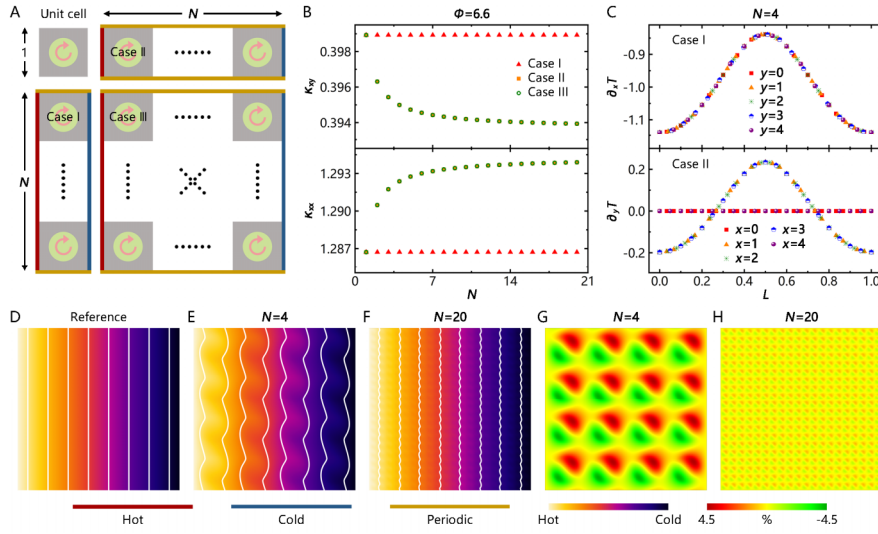 A Unit cell N
1
Case II
Case I
Case III
N
B Φ=6.6
κxy
0.398
0.396
0.394
Case I
Case II
Case III
κxx
1.293
1.290
1.287
0 7 14 21
N
C N=4
∂xT
-0.9
-1.0
-1.1
Case I
y=0
y=1
y=2
y=3
y=4
∂yT
0.2
0.0
-0.2
Case II
x=0 x=3
x=1 x=4
x=2
0.0 0.2 0.4 0.6 0.8 1.0
L
D Reference
E N=4
F N=20
G N=4
H N=20
Hot
Cold
Periodic
Hot Cold
4.5 % -4.5